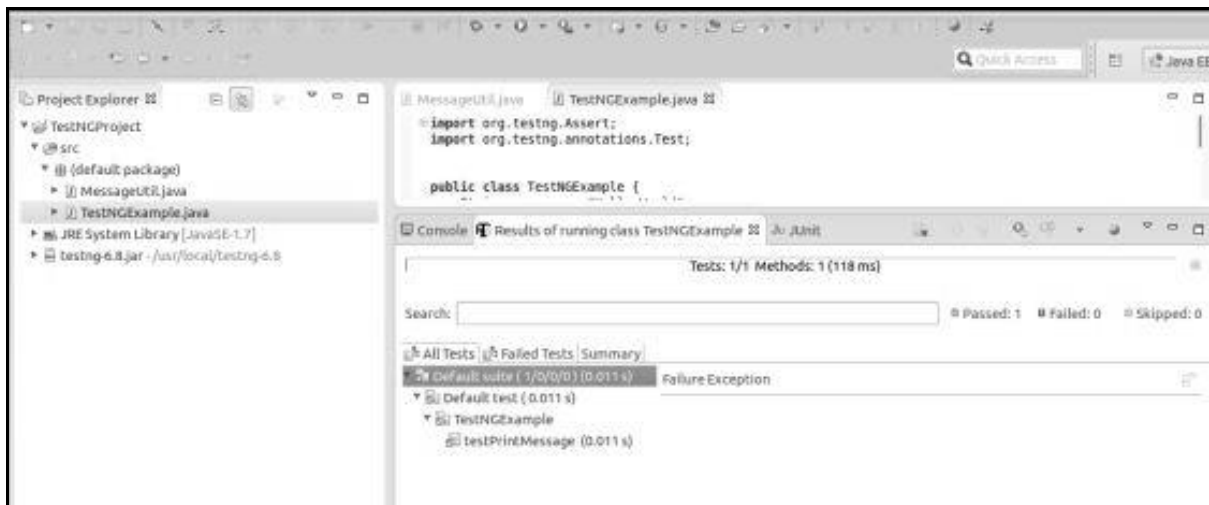 Quick Access
Java EE
Project Explorer
TestNGProject
src
(default package)
MessageUtil.java
TestNGExample.java
JRE System Library [JavaSE-1.7]
testng-6.8.jar - /usr/local/testng-6.8
MessageUtil.java TestNGExample.java
import org.testng.Assert;
import org.testng.annotations.Test;
public class TestNGExample {
Console Results of running class TestNGExample JUnit
Tests: 1/1 Methods: 1 (118 ms)
Search:
Passed: 1 Failed: 0 Skipped: 0
All Tests Failed Tests Summary
Default suite ( 1/0/0/0 ) (0.011 s)
Failure Exception
Default test ( 0.011 s)
TestNGExample
testPrintMessage (0.011 s)